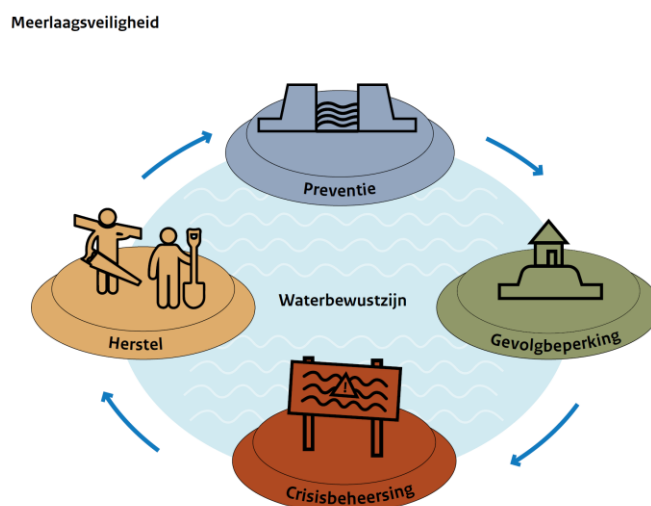 Meerlaagsveiligheid
Preventie
Waterbewustzijn
Herstel
Gevolgbeperking
Crisisbeheersing